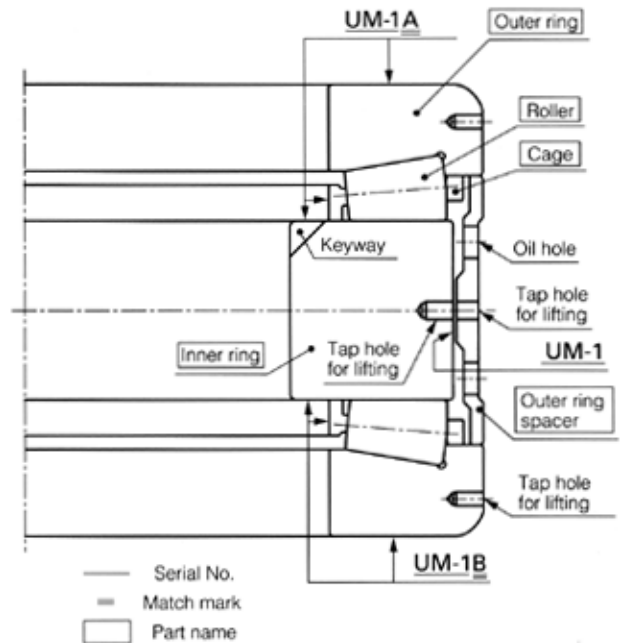 UM-1A
Outer ring
Roller
Cage
Keyway
Oil hole
Tap hole
for lifting
Inner ring
Tap hole
for lifting
UM-1
Outer ring
spacer
Tap hole
for lifting
UM-1B
Serial No.
Match mark
Part name